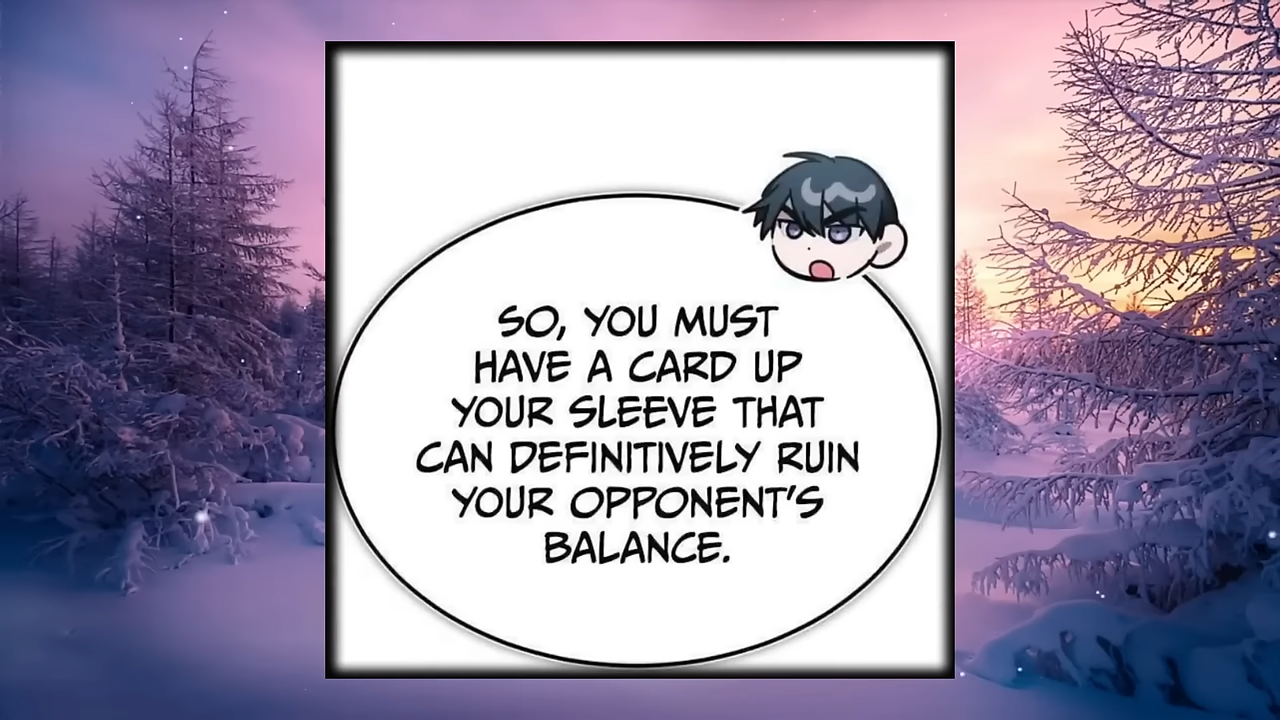 SO, YOU MUST
HAVE A CARD UP
YOUR SLEEVE THAT
CAN DEFINITIVELY RUIN
YOUR OPPONENT'S
BALANCE.